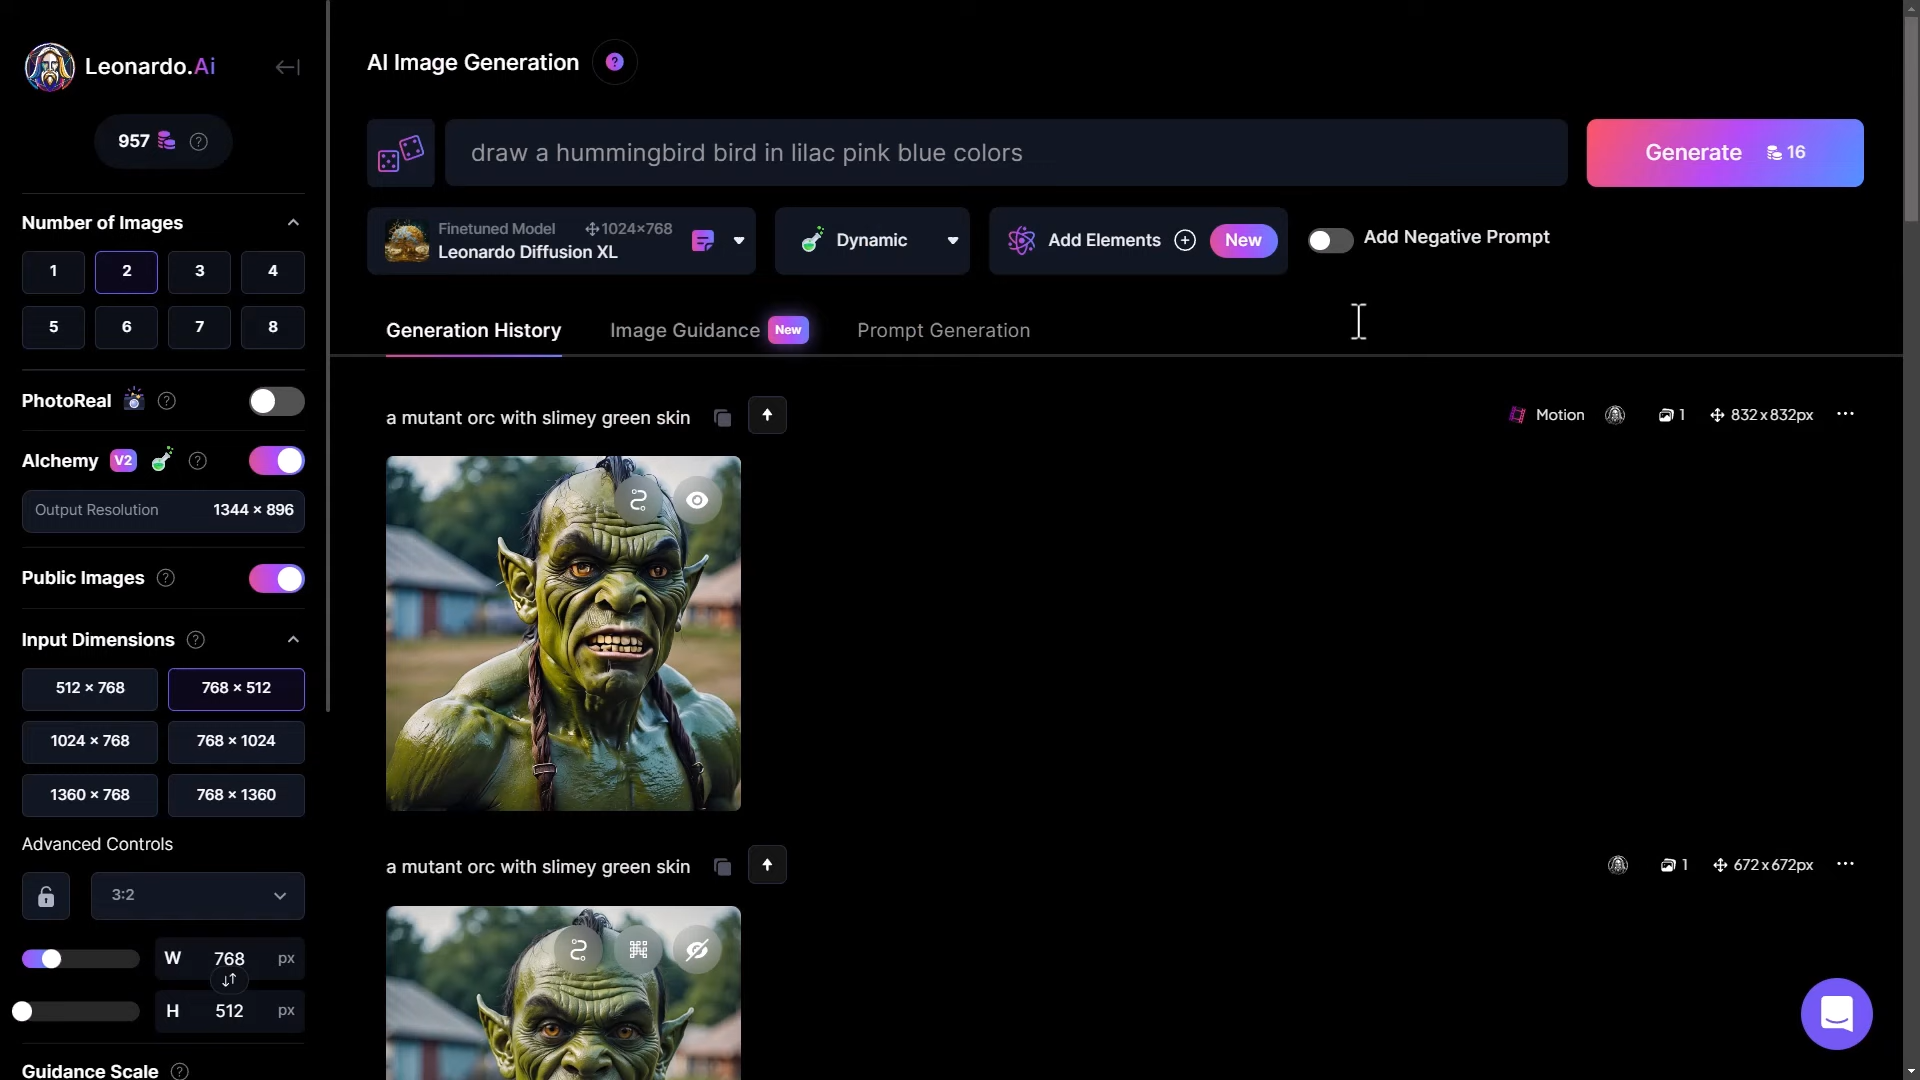 Leonardo.Ai
957
Number of Images
1 2 3 4
5 6 7 8
PhotoReal
Alchemy V2
Output Resolution 1344 × 896
Public Images
Input Dimensions
512 × 768 768 × 512
1024 × 768 768 × 1024
1360 × 768 768 × 1360
Advanced Controls
3:2
W 768 px
H 512 px
Guidance Scale
AI Image Generation
draw a hummingbird bird in lilac pink blue colors
Generate 16
Finetuned Model 1024×768
Leonardo Diffusion XL
Dynamic
Add Elements New
Add Negative Prompt
Generation History Image Guidance New Prompt Generation
a mutant orc with slimey green skin
Motion 1 832x832px
a mutant orc with slimey green skin
1 672x672px